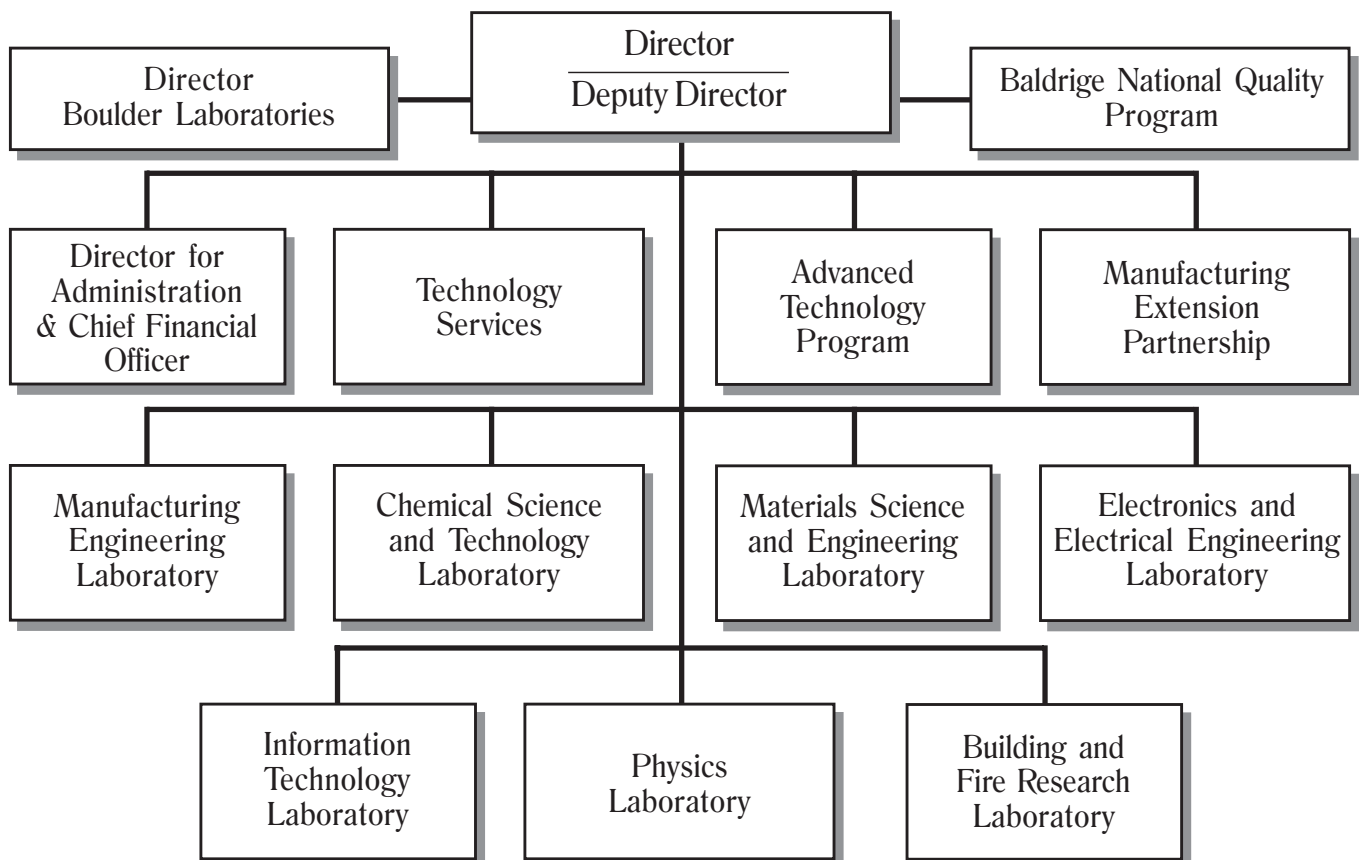 Director
Deputy Director
Director
Boulder Laboratories
Baldrige National Quality
Program
Director for
Administration
& Chief Financial
Officer
Technology
Services
Advanced
Technology
Program
Manufacturing
Extension
Partnership
Manufacturing
Engineering
Laboratory
Chemical Science
and Technology
Laboratory
Materials Science
and Engineering
Laboratory
Electronics and
Electrical Engineering
Laboratory
Information
Technology
Laboratory
Physics
Laboratory
Building and
Fire Research
Laboratory